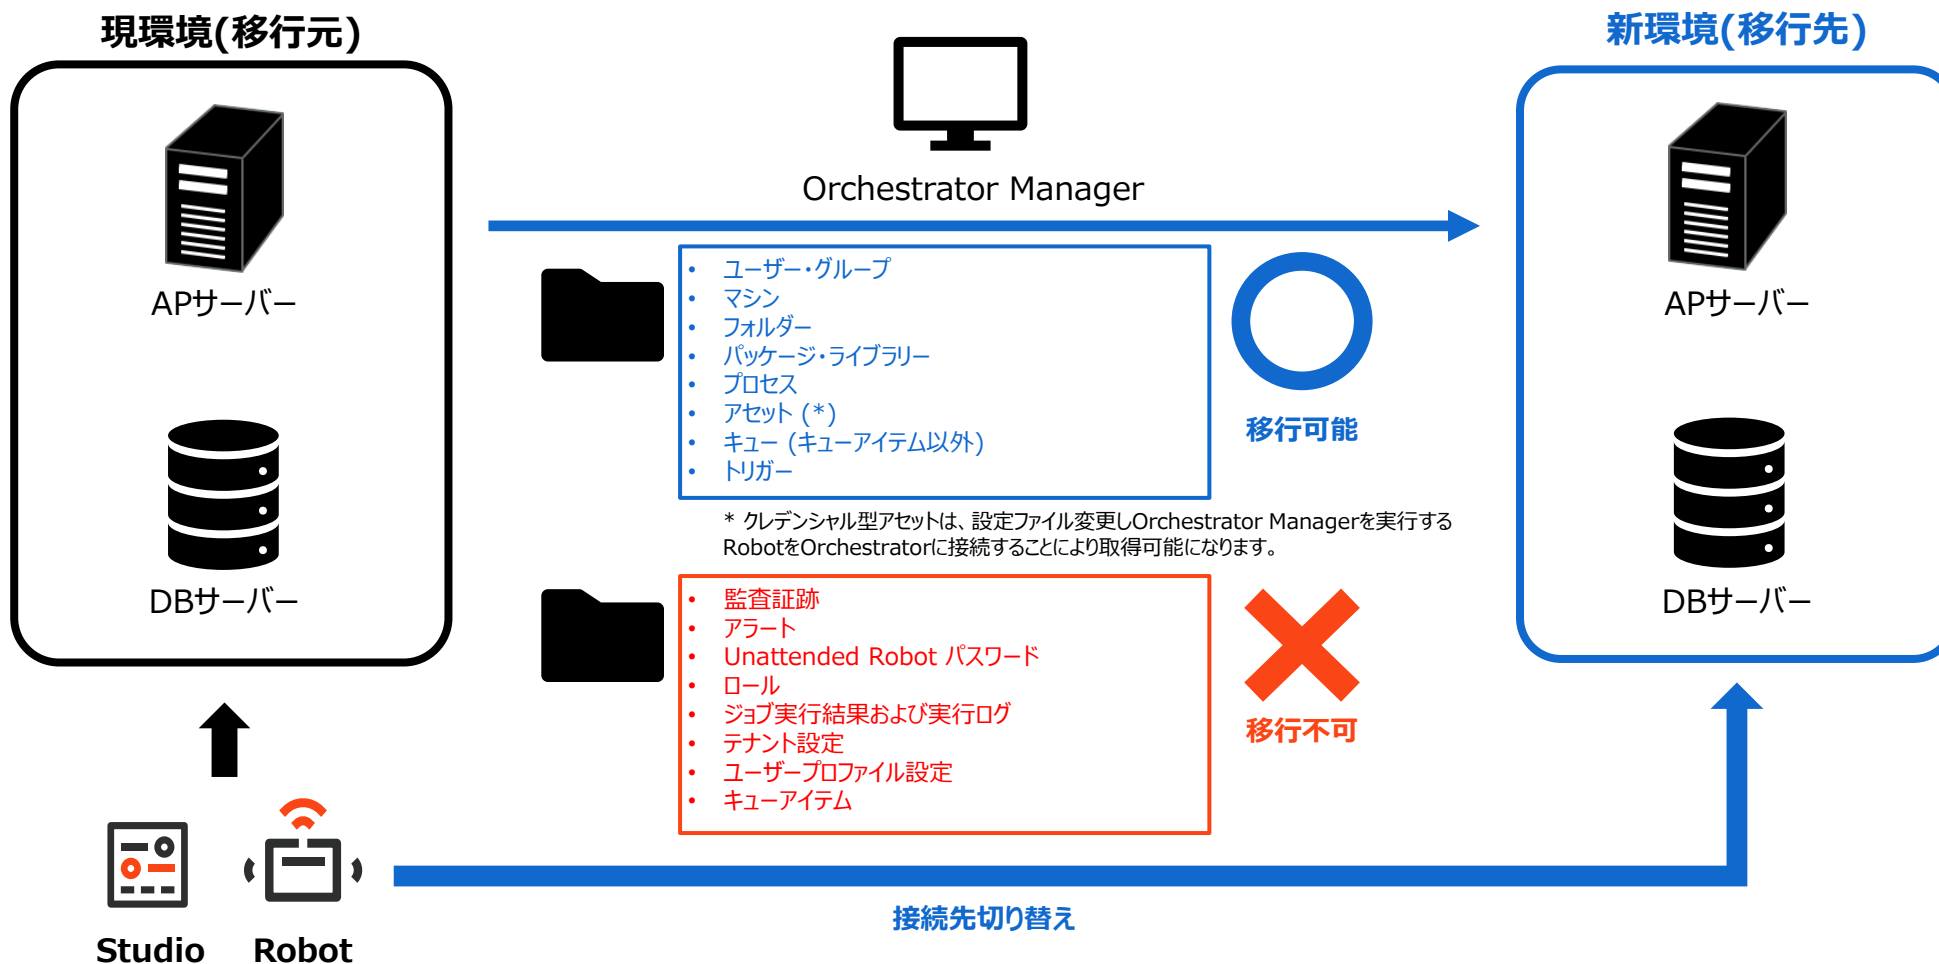 現環境(移行元)
新環境(移行先)
Orchestrator Manager
APサーバー
DBサーバー
• ユーザー・グループ
• マシン
• フォルダー
• パッケージ・ライブラリー
• プロセス
• アセット (*)
• キュー (キューアイテム以外)
• トリガー
移行可能
* クレデンシャル型アセットは、設定ファイル変更しOrchestrator Managerを実行する
RobotをOrchestratorに接続することにより取得可能になります。
• 監査証跡
• アラート
• Unattended Robot パスワード
• ロール
• ジョブ実行結果および実行ログ
• テナント設定
• ユーザープロファイル設定
• キューアイテム
移行不可
APサーバー
DBサーバー
接続先切り替え
Studio
Robot